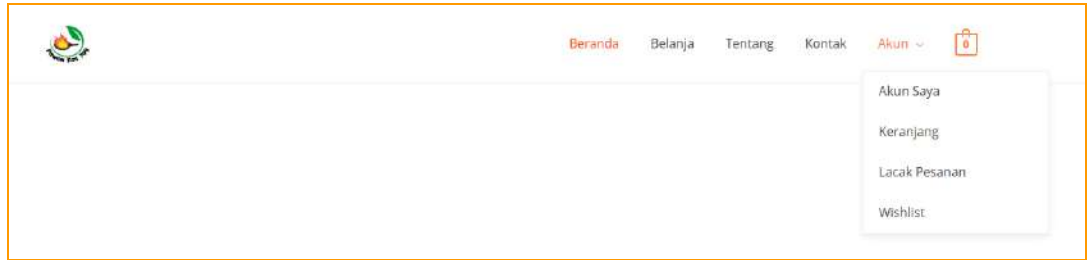 Beranda Belanja Tentang Kontak Akun 0
Akun Saya
Keranjang
Lacak Pesanan
Wishlist